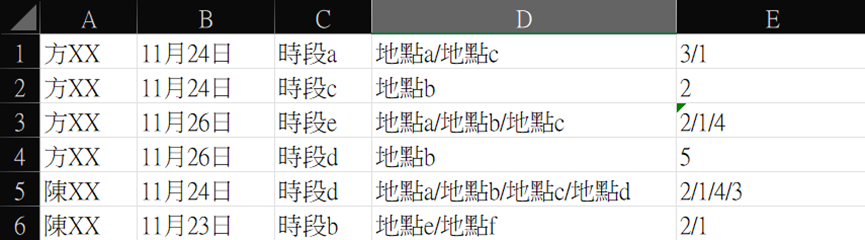 A B C D E
1 方XX 11月24日 時段a 地點a/地點c 3/1
2 方XX 11月24日 時段c 地點b 2
3 方XX 11月26日 時段e 地點a/地點b/地點c 2/1/4
4 方XX 11月26日 時段d 地點b 5
5 陳XX 11月24日 時段d 地點a/地點b/地點c/地點d 2/1/4/3
6 陳XX 11月23日 時段b 地點e/地點f 2/1